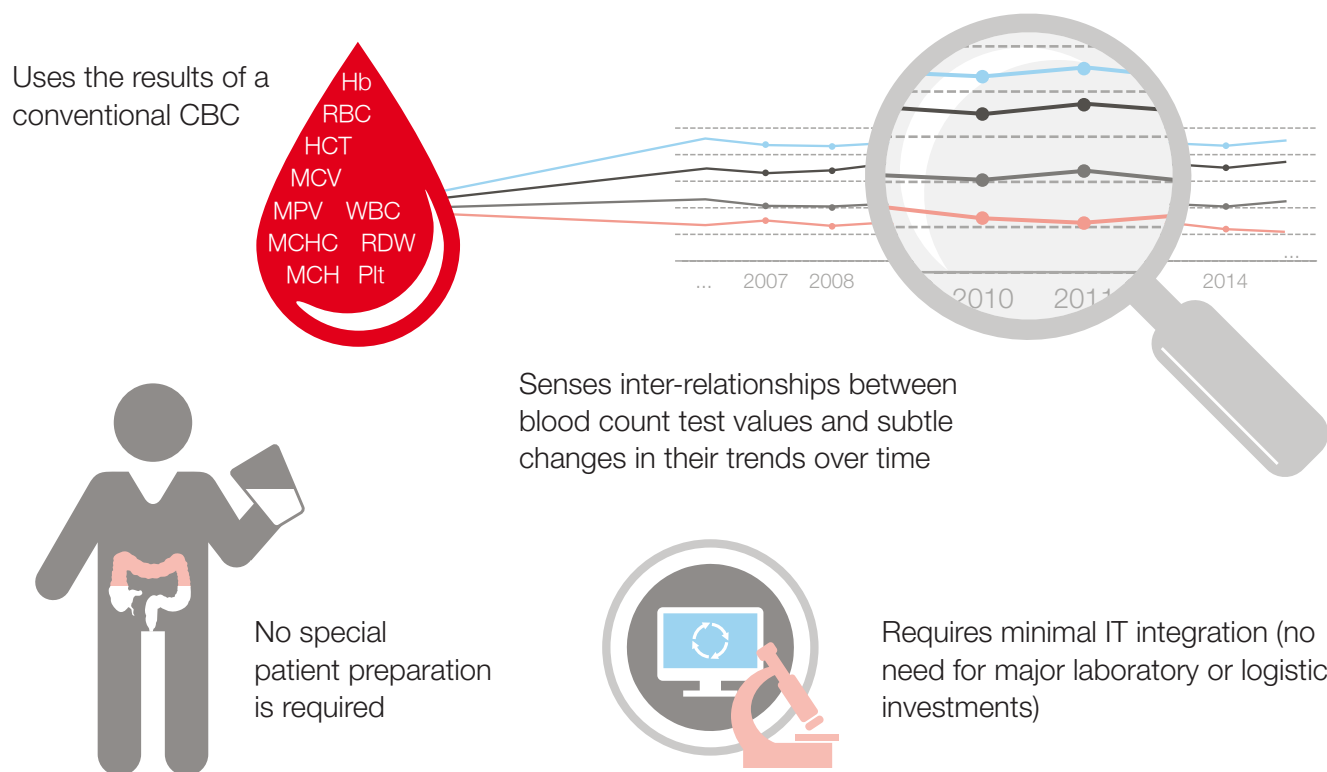 Uses the results of a
conventional CBC
Hb
RBC
HCT
MCV
MPV WBC
MCHC RDW
MCH Plt
... 2007 2008 2010 2011 2014 ...
Senses inter-relationships between
blood count test values and subtle
changes in their trends over time
No special
patient preparation
is required
Requires minimal IT integration (no
need for major laboratory or logistic
investments)